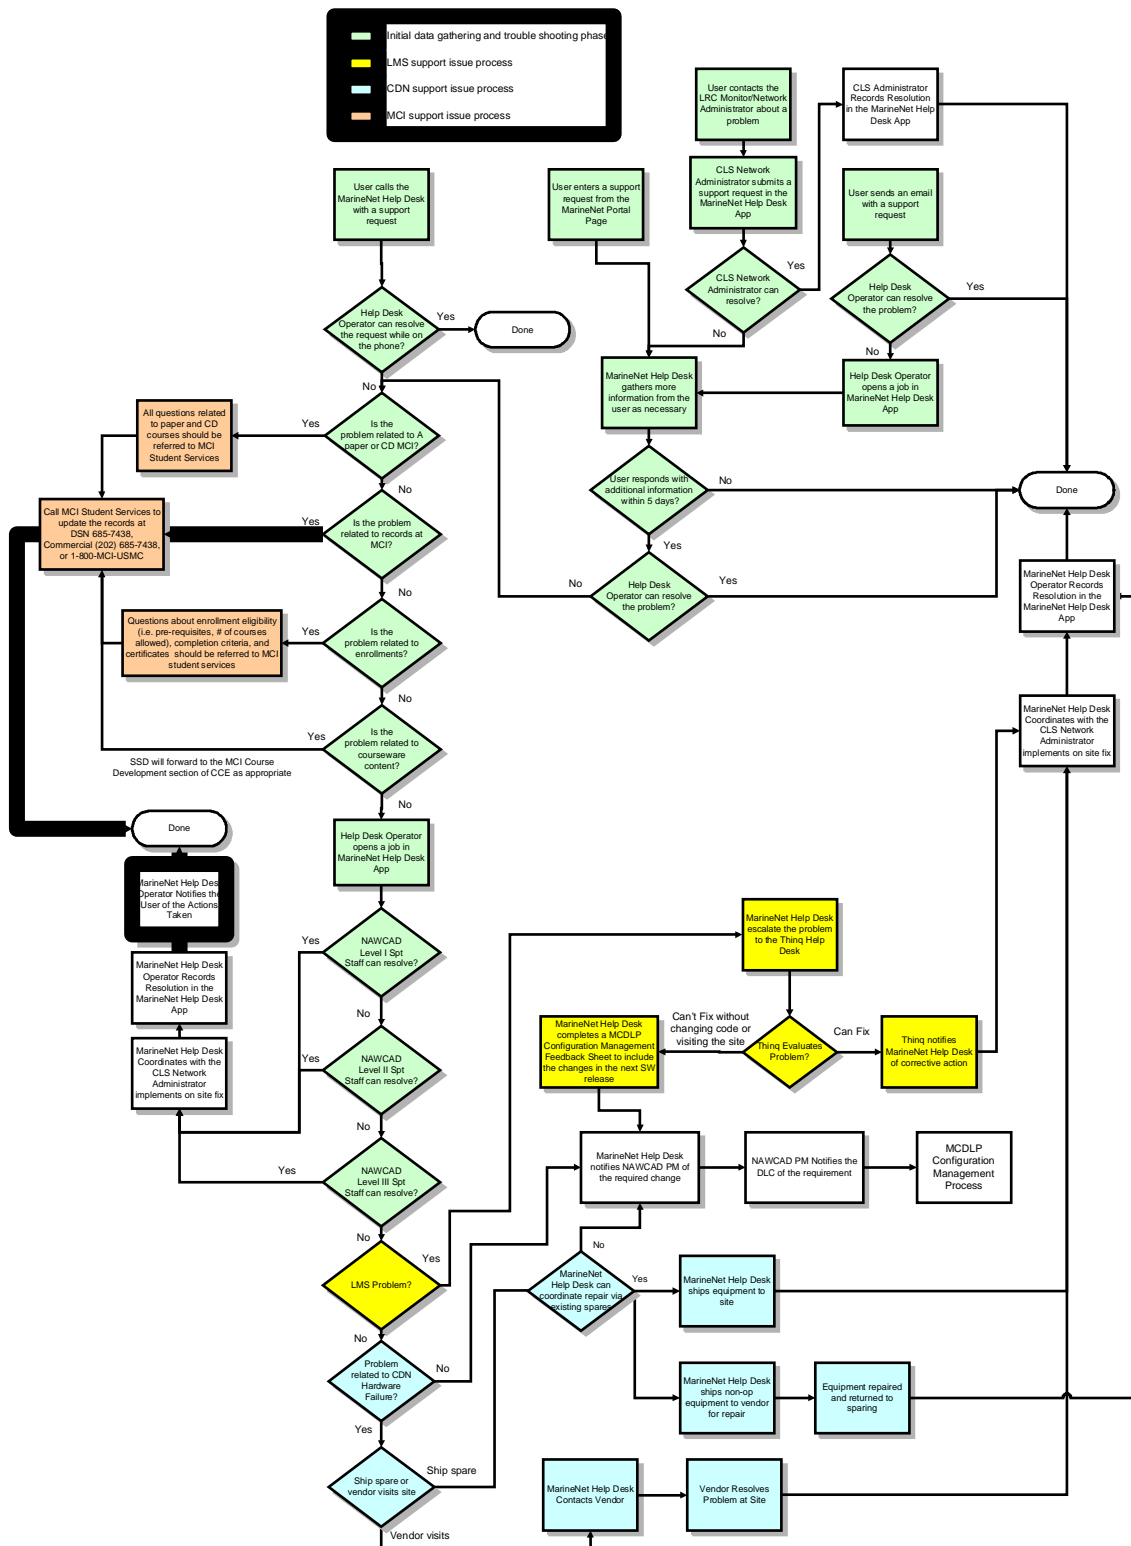 Initial data gathering and trouble shooting phase
LMS support issue process
CDN support issue process
MCI support issue process
User contacts the
LRC Monitor/Network
Administrator about a
problem
CLS Administrator
Records Resolution
in the MarineNet Help
Desk App
User calls the
MarineNet Help Desk
with a support
request
User enters a support
request from the
MarineNet Portal
Page
CLS Network
Administrator submits a
support request in the
MarineNet Help Desk
App
User sends an email
with a support
request
Yes
CLS Network
Administrator can
resolve?
Help Desk
Operator can resolve
the problem?
Yes
Help Desk
Operator can resolve
the request while on
the phone?
Yes
Done
No
No
MarineNet Help Desk
gathers more
information from the
user as necessary
Help Desk Operator
opens a job in
MarineNet Help Desk
App
No
All questions related
to paper and CD
courses should be
referred to MCI
Student Services
Yes
Is the
problem related to A
paper or CD MCI?
User responds with
additional information
within 5 days?
No
Done
No
Call MCI Student Services to
update the records at
DSN 685-7438,
Commercial (202) 685-7438,
or 1-800-MCI-USMC
Yes
Is the problem
related to records at
MCI?
Yes
No
Help Desk
Operator can resolve
the problem?
Yes
MarineNet Help Desk
Operator Records
Resolution in the
MarineNet Help Desk
App
No
Questions about enrollment eligibility
(i.e. pre-requisites, # of courses
allowed), completion criteria, and
certificates should be referred to MCI
student services
Yes
Is the
problem related to
enrollments?
No
Yes
Is the
problem related to
courseware
content?
MarineNet Help Desk
Coordinates with the
CLS Network
Administrator
implements on site fix
SSD will forward to the MCI Course
Development section of CCE as appropriate
No
Done
Help Desk Operator
opens a job in
MarineNet Help Desk
App
MarineNet Help Desk
Operator Notifies the
User of the Actions
Taken
MarineNet Help Desk
escalate the problem
to the Thinq Help
Desk
Yes
NAWCAD
Level I Spt
Staff can resolve?
MarineNet Help Desk
Operator Records
Resolution in the
MarineNet Help Desk
App
No
Can't Fix without
changing code or
visiting the site
MarineNet Help Desk
completes a MCDLP
Configuration Management
Feedback Sheet to include
the changes in the next SW
release
Thinq Evaluates
Problem?
Can Fix
Thinq notifies
MarineNet Help Desk
of corrective action
MarineNet Help Desk
Coordinates with the
CLS Network
Administrator
implements on site fix
Yes
NAWCAD
Level II Spt
Staff can resolve?
No
Yes
NAWCAD
Level III Spt
Staff can resolve?
MarineNet Help Desk
notifies NAWCAD PM of
the required change
NAWCAD PM Notifies the
DLC of the requirement
MCDLP
Configuration
Management
Process
No
Yes
LMS Problem?
No
MarineNet
Help Desk can
coordinate repair via
existing spares
Yes
MarineNet Help Desk
ships equipment to
site
No
Problem
related to CDN
Hardware
Failure?
No
MarineNet Help Desk
ships non-op
equipment to vendor
for repair
Equipment repaired
and returned to
sparing
Yes
Ship spare or
vendor visits site
Ship spare
MarineNet Help Desk
Contacts Vendor
Vendor Resolves
Problem at Site
Vendor visits